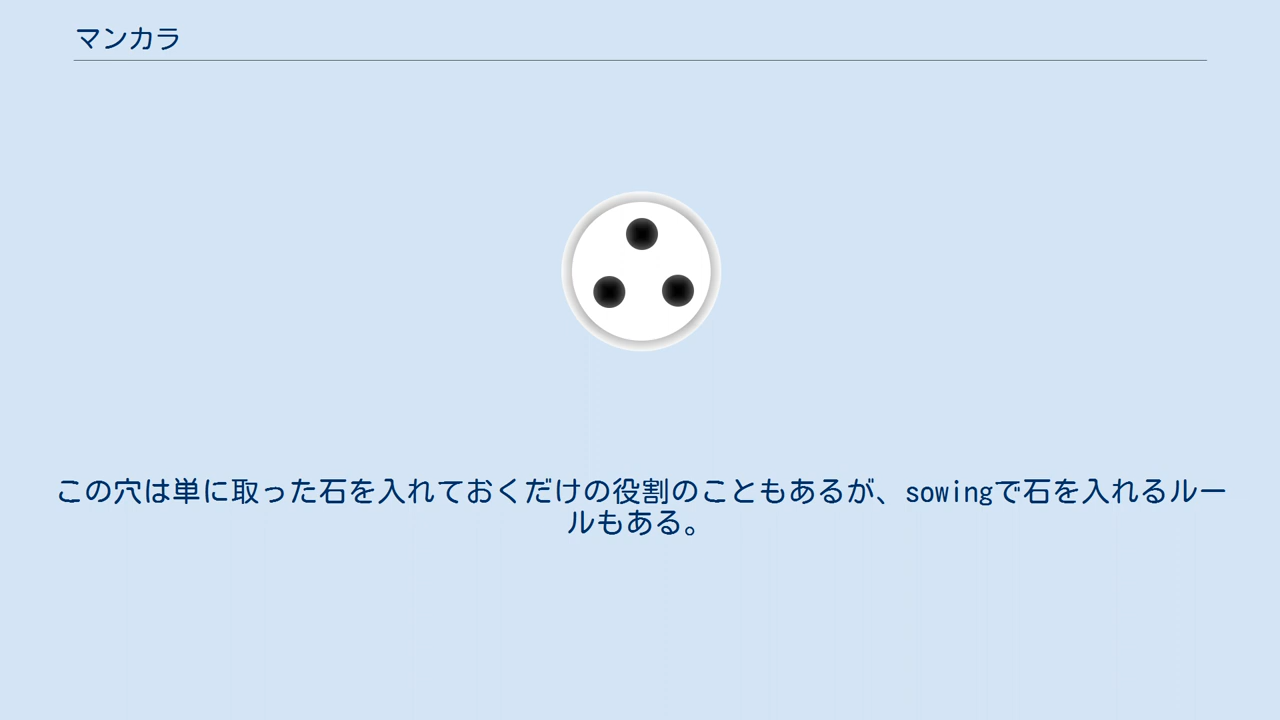 マンカラ
この穴は単に取った石を入れておくだけの役割のこともあるが、sowingで石を入れるルー
ルもある。